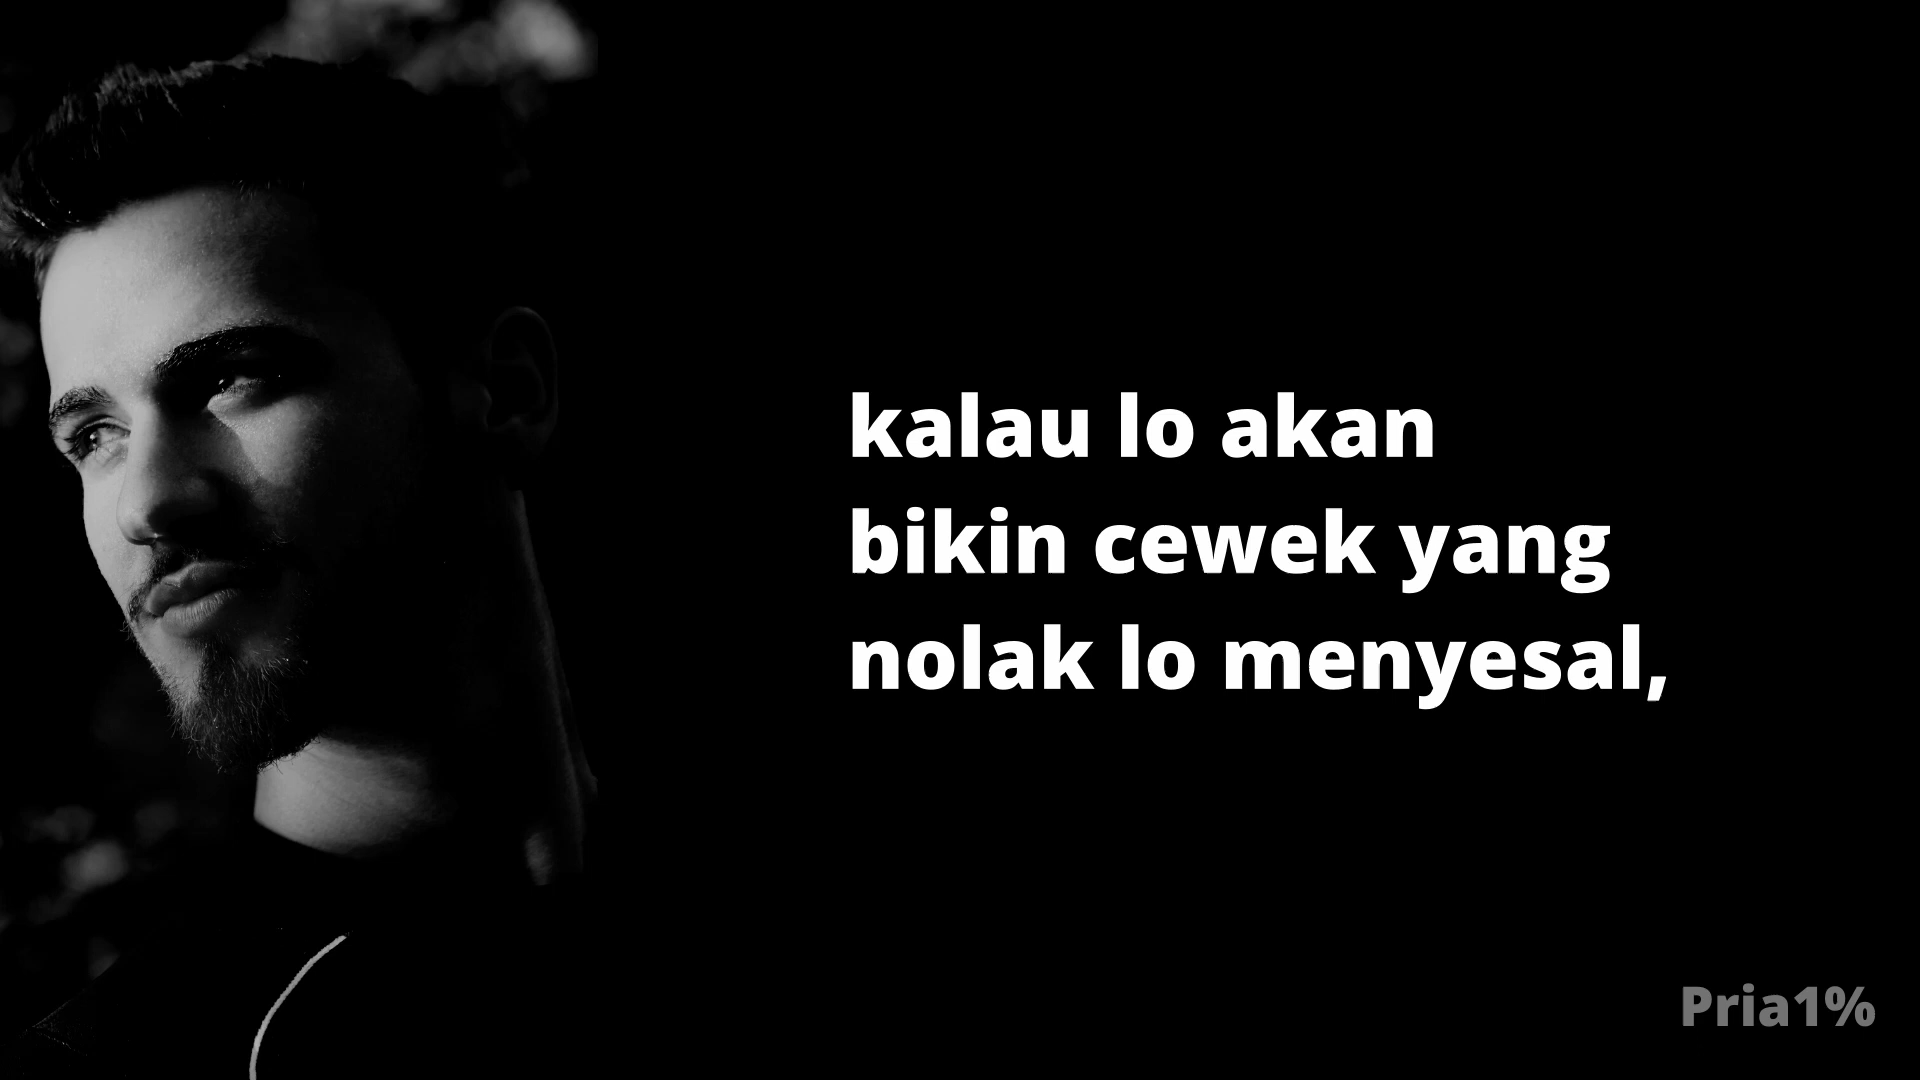 kalau lo akan
bikin cewek yang
nolak lo menyesal,
Pria1%